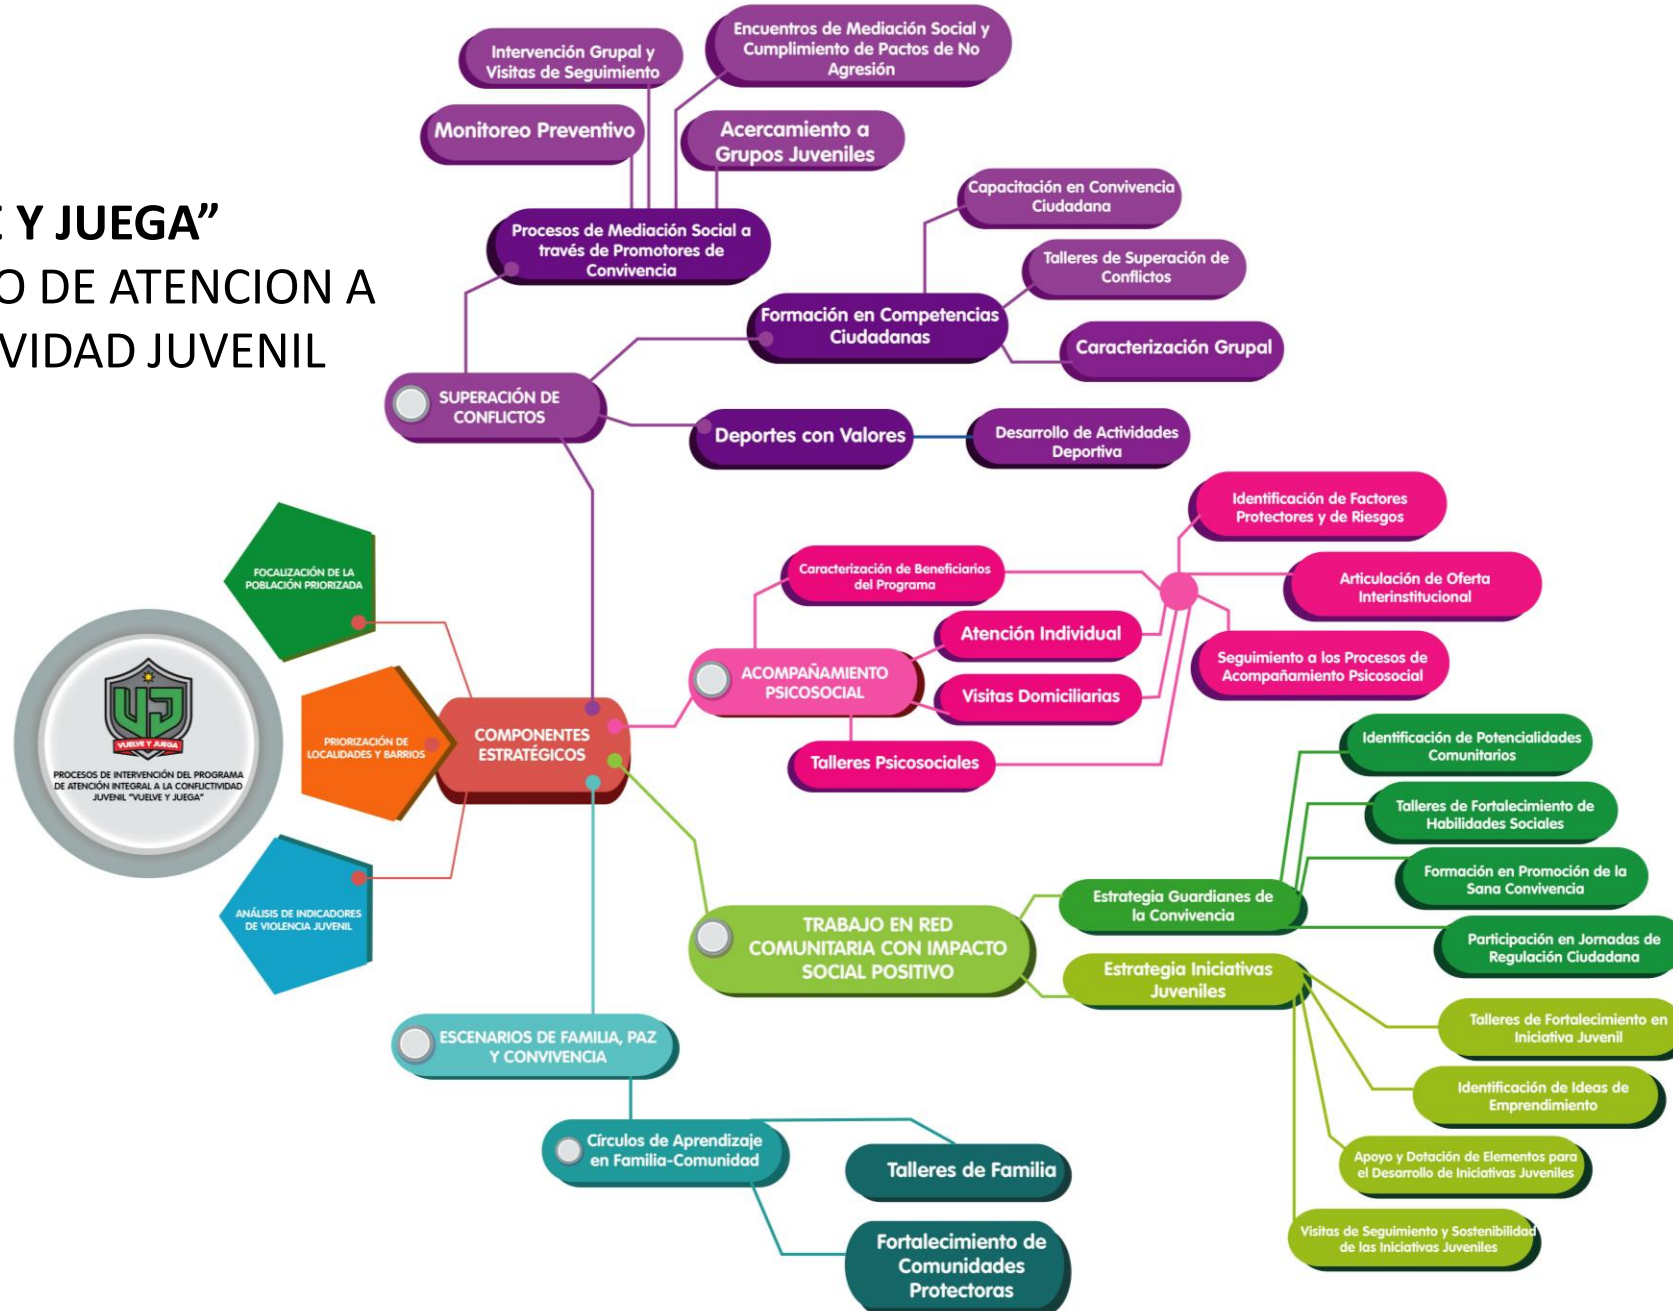 Y JUEGA”
O DE ATENCION A
VIDAD JUVENIL
Intervención Grupal y
Visitas de Seguimiento
Encuentros de Mediación Social y
Cumplimiento de Pactos de No
Agresión
Monitoreo Preventivo
Acercamiento a
Grupos Juveniles
Procesos de Mediación Social a
través de Promotores de
Convivencia
Capacitación en Convivencia
Ciudadana
Talleres de Superación de
Conflictos
Formación en Competencias
Ciudadanas
Caracterización Grupal
SUPERACIÓN DE
CONFLICTOS
Deportes con Valores
Desarrollo de Actividades
Deportiva
FOCALIZACIÓN DE LA
POBLACIÓN PRIORIZADA
PRIORIZACIÓN DE
LOCALIDADES Y BARRIOS
ANÁLISIS DE INDICADORES
DE VIOLENCIA JUVENIL
VJ
VUELVE Y JUEGA
PROCESOS DE INTERVENCIÓN DEL PROGRAMA
DE ATENCIÓN INTEGRAL A LA CONFLICTIVIDAD
JUVENIL “VUELVE Y JUEGA”
COMPONENTES
ESTRATÉGICOS
Caracterización de Beneficiarios
del Programa
Atención Individual
ACOMPAÑAMIENTO
PSICOSOCIAL
Visitas Domiciliarias
Talleres Psicosociales
Identificación de Factores
Protectores y de Riesgos
Articulación de Oferta
Interinstitucional
Seguimiento a los Procesos de
Acompañamiento Psicosocial
TRABAJO EN RED
COMUNITARIA CON IMPACTO
SOCIAL POSITIVO
Estrategia Guardianes de
la Convivencia
Identificación de Potencialidades
Comunitarios
Talleres de Fortalecimiento de
Habilidades Sociales
Formación en Promoción de la
Sana Convivencia
Participación en Jornadas de
Regulación Ciudadana
Estrategia Iniciativas
Juveniles
Talleres de Fortalecimiento en
Iniciativa Juvenil
Identificación de Ideas de
Emprendimiento
Apoyo y Dotación de Elementos para
el Desarrollo de Iniciativas Juveniles
Visitas de Seguimiento y Sostenibilidad
de las Iniciativas Juveniles
ESCENARIOS DE FAMILIA, PAZ
Y CONVIVENCIA
Círculos de Aprendizaje
en Familia-Comunidad
Talleres de Familia
Fortalecimiento de
Comunidades
Protectoras